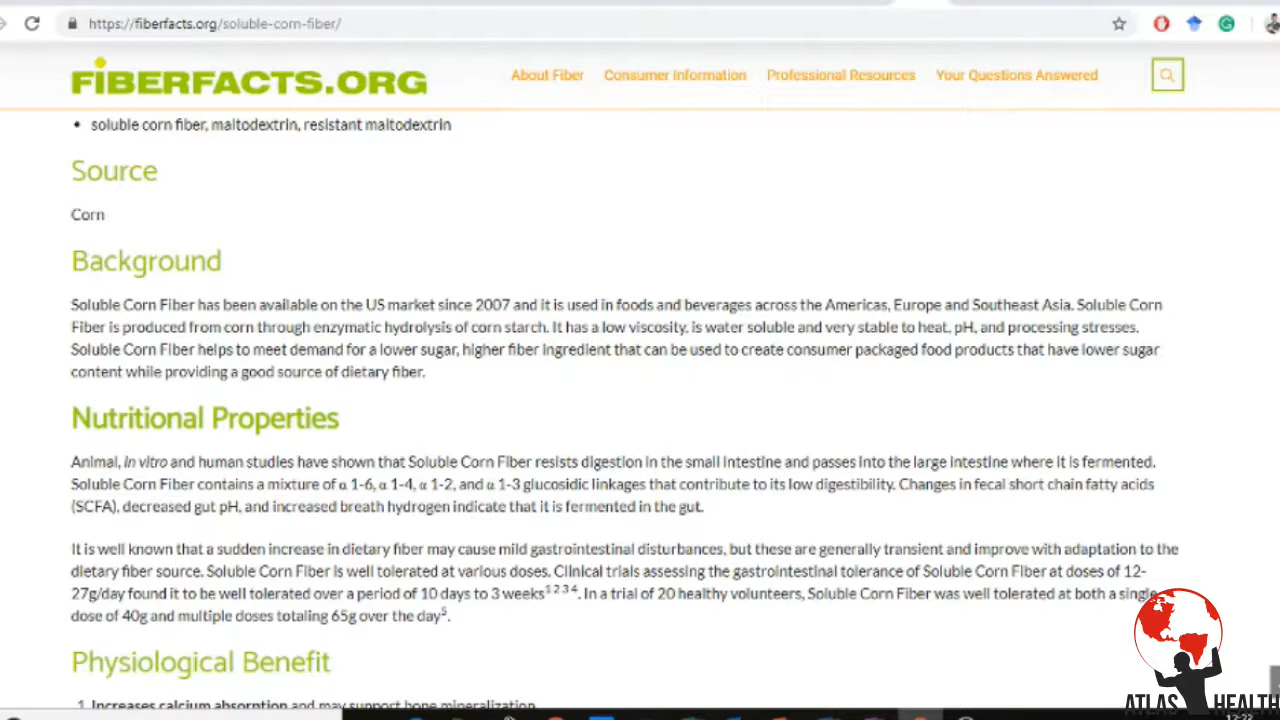 https://fiberfacts.org/soluble-corn-fiber/
FIBERFACTS.ORG
About Fiber Consumer Information Professional Resources Your Questions Answered
• soluble corn fiber, maltodextrin, resistant maltodextrin
Source
Corn
Background
Soluble Corn Fiber has been available on the US market since 2007 and it is used in foods and beverages across the Americas, Europe and Southeast Asia. Soluble Corn
Fiber is produced from corn through enzymatic hydrolysis of corn starch. It has a low viscosity, is water soluble and very stable to heat, pH, and processing stresses.
Soluble Corn Fiber helps to meet demand for a lower sugar, higher fiber ingredient that can be used to create consumer packaged food products that have lower sugar
content while providing a good source of dietary fiber.
Nutritional Properties
Animal, in vitro and human studies have shown that Soluble Corn Fiber resists digestion in the small intestine and passes into the large intestine where it is fermented.
Soluble Corn Fiber contains a mixture of α 1-6, α 1-4, α 1-2, and α 1-3 glucosidic linkages that contribute to its low digestibility. Changes in fecal short chain fatty acids
(SCFA), decreased gut pH, and increased breath hydrogen indicate that it is fermented in the gut.
It is well known that a sudden increase in dietary fiber may cause mild gastrointestinal disturbances, but these are generally transient and improve with adaptation to the
dietary fiber source. Soluble Corn Fiber is well tolerated at various doses. Clinical trials assessing the gastrointestinal tolerance of Soluble Corn Fiber at doses of 12-
27g/day found it to be well tolerated over a period of 10 days to 3 weeks1 2 3 4. In a trial of 20 healthy volunteers, Soluble Corn Fiber was well tolerated at both a single
dose of 40g and multiple doses totaling 65g over the day5.
Physiological Benefit
1. Increases calcium absorption and may support bone mineralization
ATLAS HEALTH